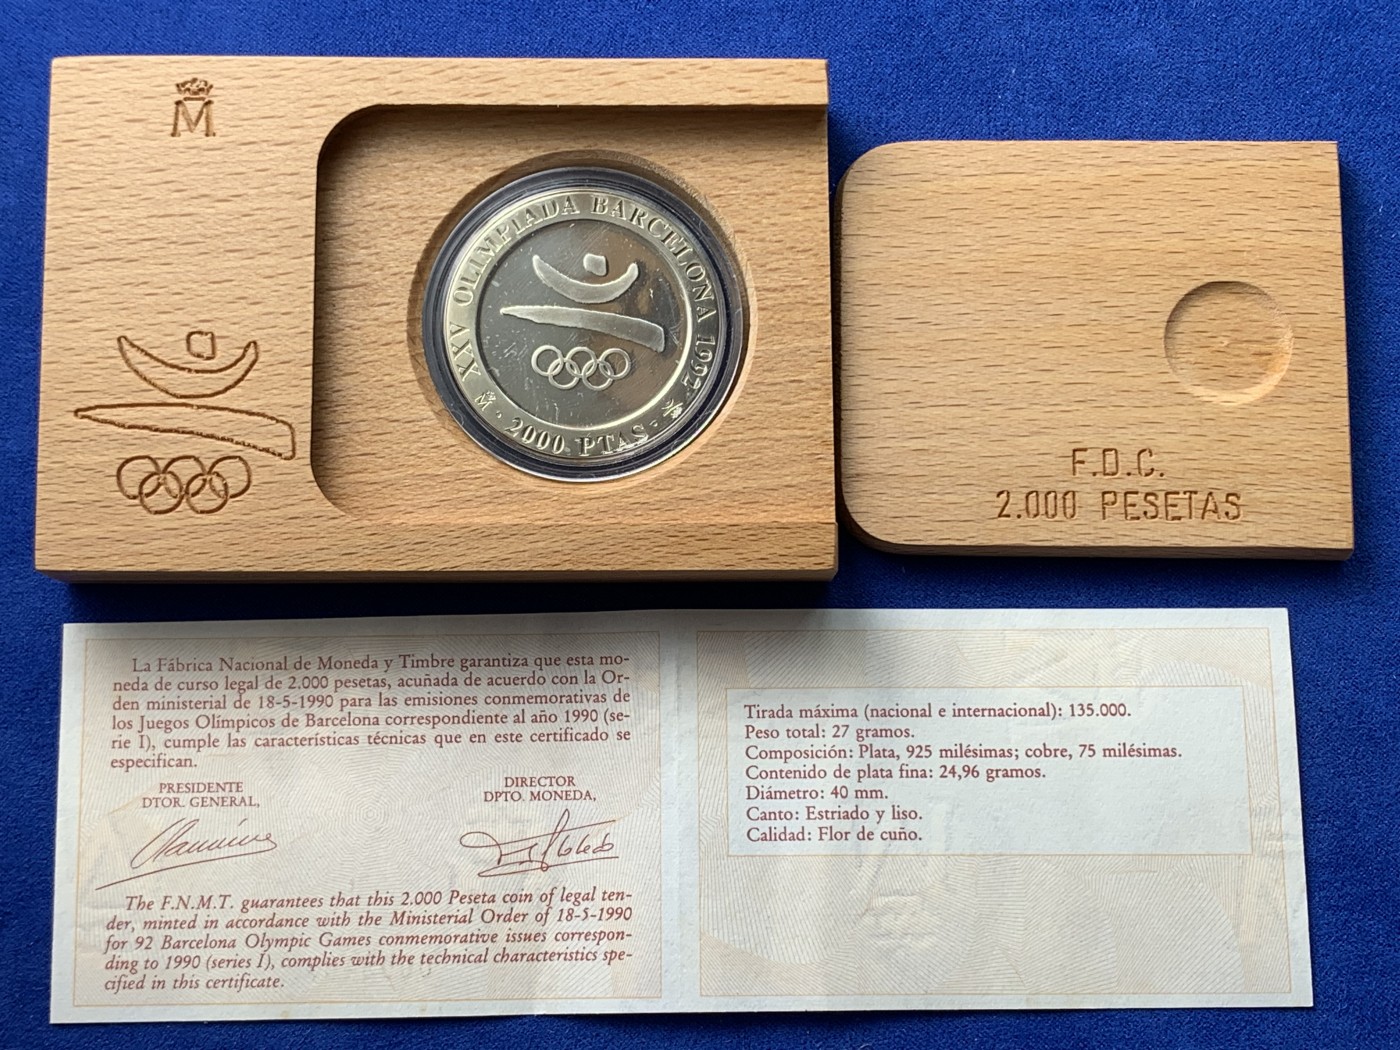 M
XXV OLIMPIADA BARCELONA 1992
M · 2000 PTAS ·
F.D.C.
2.000 PESETAS
La Fábrica Nacional de Moneda y Timbre garantiza que esta mo-
neda de curso legal de 2.000 pesetas, acuñada de acuerdo con la Or-
den ministerial de 18-5-1990 para las emisiones conmemorativas de
los Juegos Olímpicos de Barcelona correspondiente al año 1990 (se-
rie I), cumple las características técnicas que en este certificado se
especifican.
PRESIDENTE
DTOR. GENERAL,
DIRECTOR
DPTO. MONEDA,
The F.N.M.T. guarantees that this 2.000 Peseta coin of legal ten-
der, minted in accordance with the Ministerial Order of 18-5-1990
for 92 Barcelona Olympic Games conmemorative issues correspon-
ding to 1990 (series I), complies with the technical characteristics spe-
cified in this certificate.
Tirada máxima (nacional e internacional): 135.000.
Peso total: 27 gramos.
Composición: Plata, 925 milésimas; cobre, 75 milésimas.
Contenido de plata fina: 24,96 gramos.
Diámetro: 40 mm.
Canto: Estriado y liso.
Calidad: Flor de cuño.